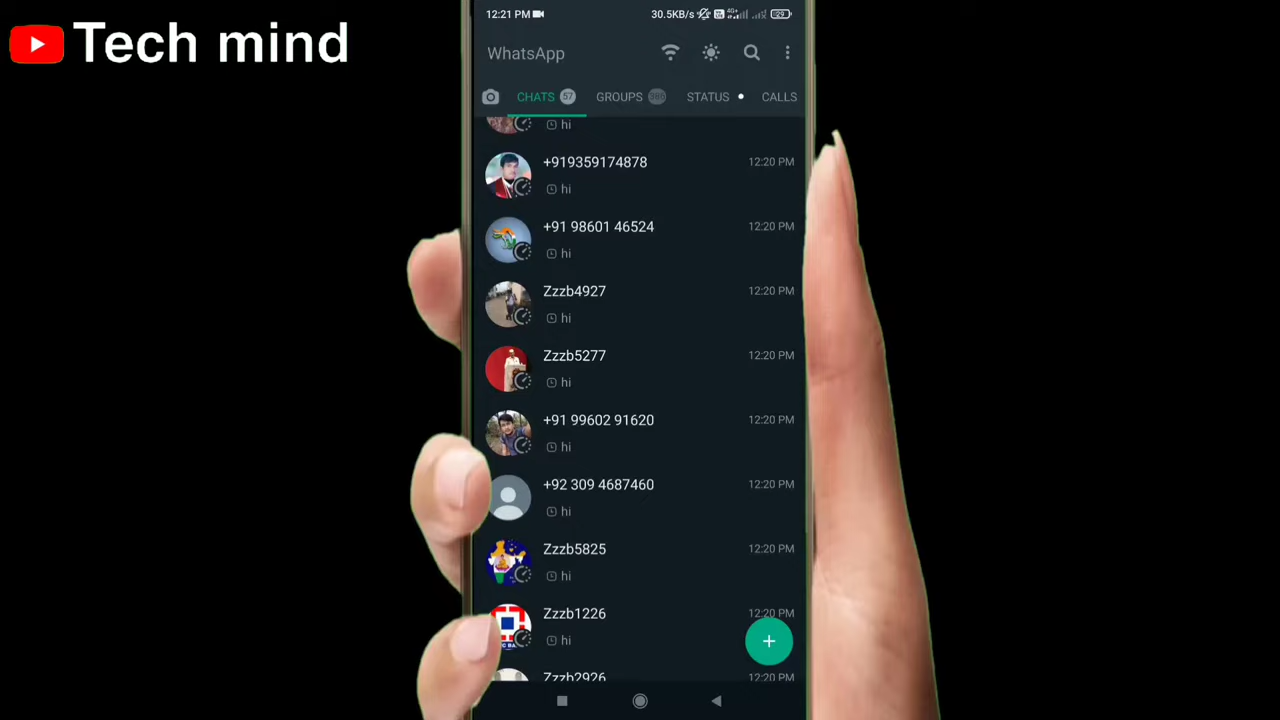 Tech mind
12:21 PM
30.5KB/s
4G+
29
WhatsApp
CHATS 57
GROUPS 388
STATUS
CALLS
hi
+919359174878
12:20 PM
hi
+91 98601 46524
12:20 PM
hi
Zzzb4927
12:20 PM
hi
Zzzb5277
12:20 PM
hi
+91 99602 91620
12:20 PM
hi
+92 309 4687460
12:20 PM
hi
Zzzb5825
12:20 PM
hi
Zzzb1226
12:20 PM
hi
Zzzb2926
12:20 PM